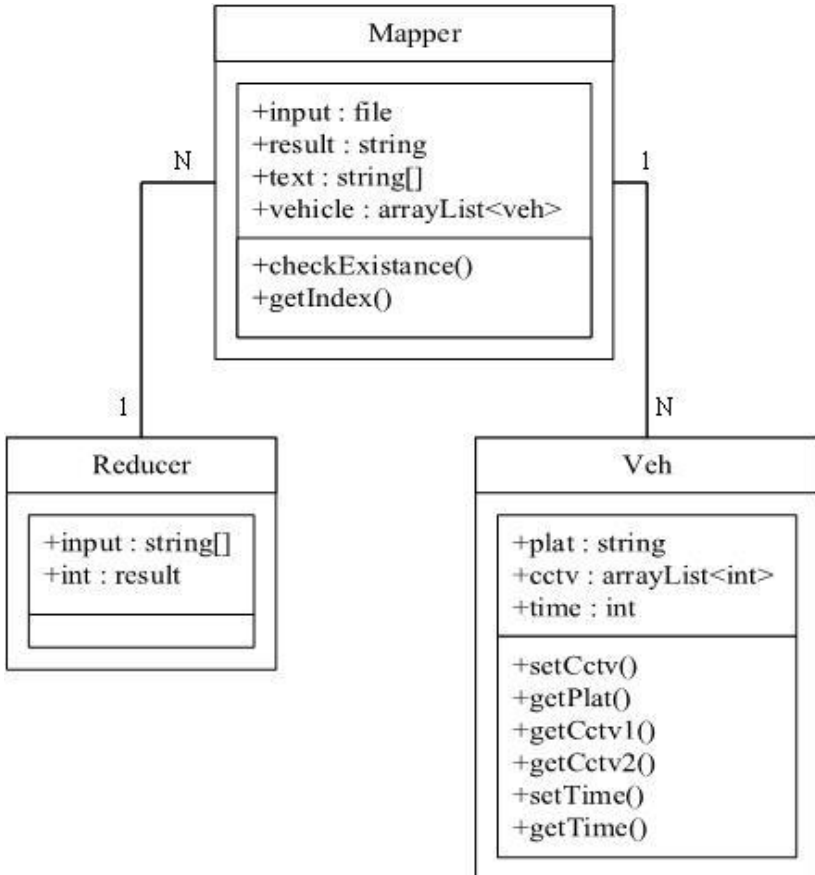 Mapper
+input : file
+result : string
+text : string[]
+vehicle : arrayList<veh>
+checkExistance()
+getIndex()
N
1
1
N
Reducer
+input : string[]
+int : result
Veh
+plat : string
+cctv : arrayList<int>
+time : int
+setCctv()
+getPlat()
+getCctv1()
+getCctv2()
+setTime()
+getTime()